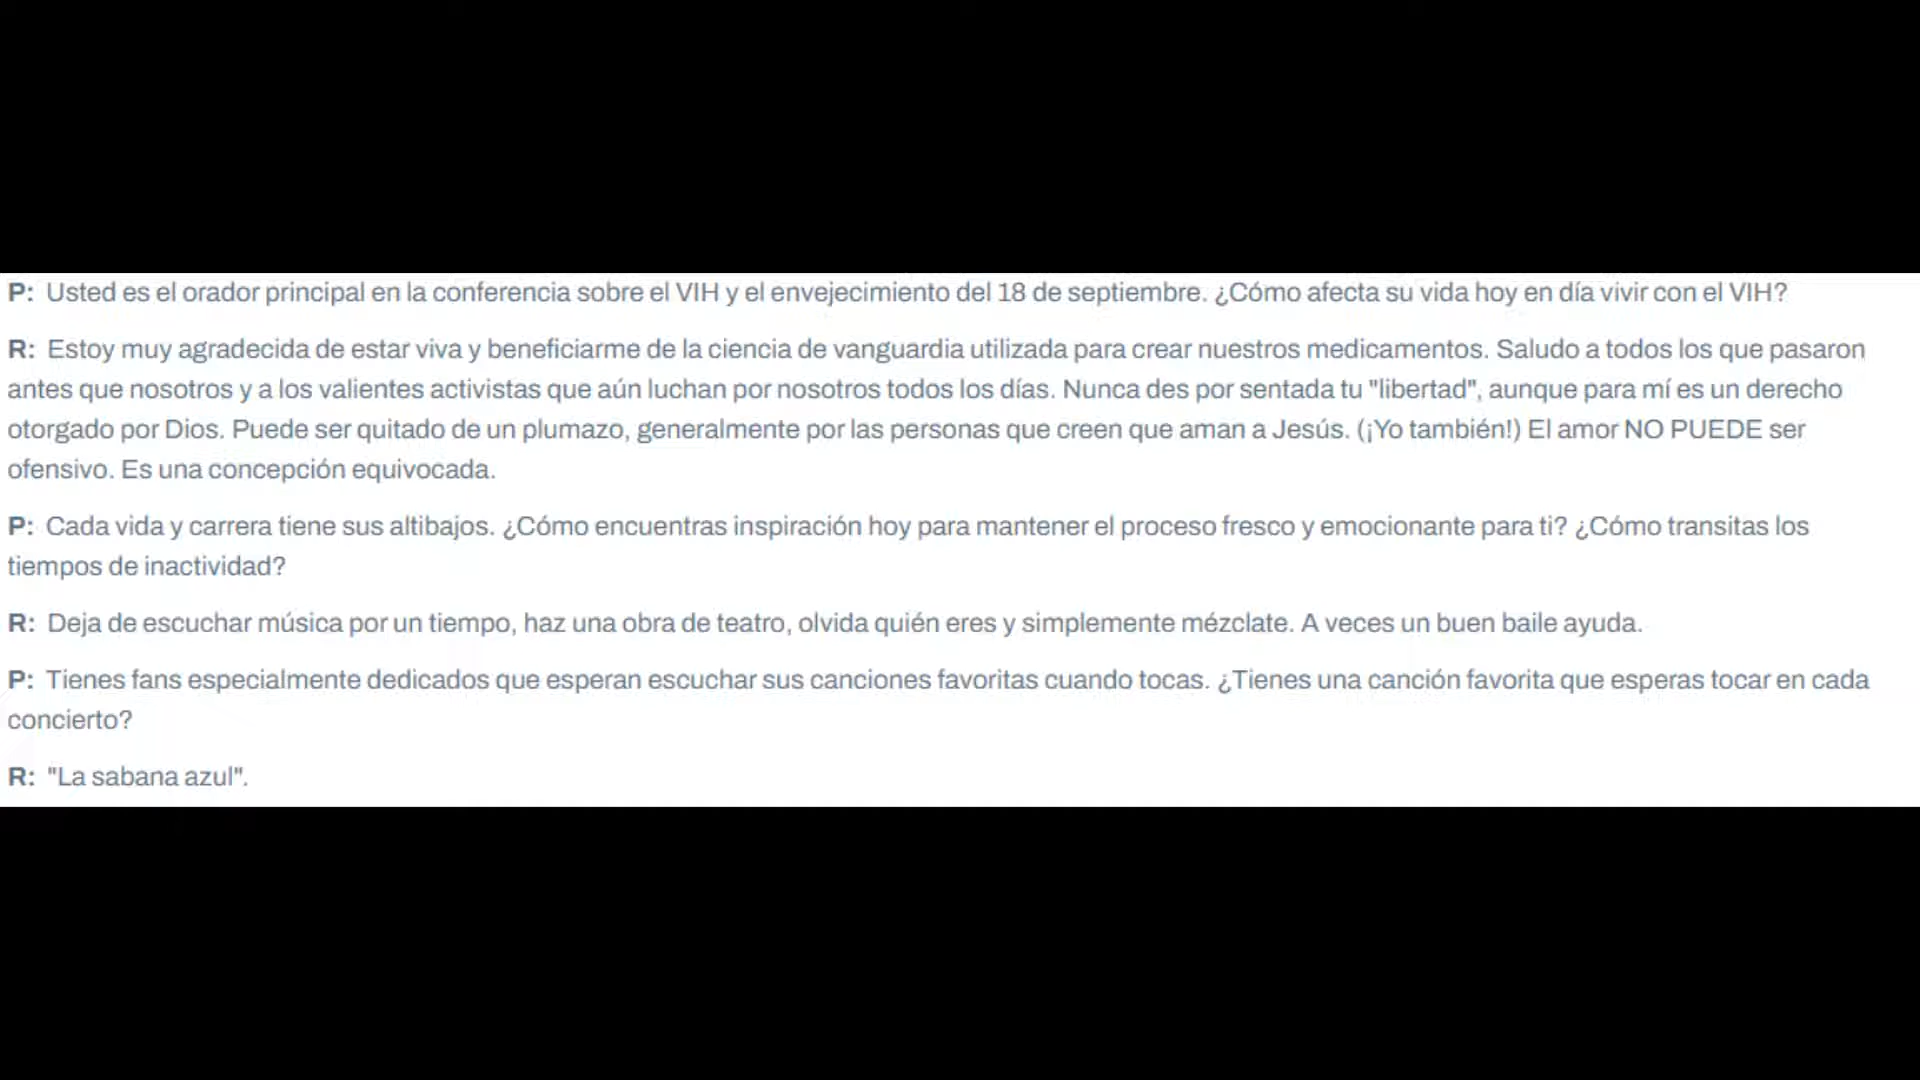 P: Usted es el orador principal en la conferencia sobre el VIH y el envejecimiento del 18 de septiembre. ¿Cómo afecta su vida hoy en día vivir con el VIH?
R: Estoy muy agradecida de estar viva y beneficiarme de la ciencia de vanguardia utilizada para crear nuestros medicamentos. Saludo a todos los que pasaron
antes que nosotros y a los valientes activistas que aún luchan por nosotros todos los días. Nunca des por sentada tu "libertad", aunque para mí es un derecho
otorgado por Dios. Puede ser quitado de un plumazo, generalmente por las personas que creen que aman a Jesús. (¡Yo también!) El amor NO PUEDE ser
ofensivo. Es una concepción equivocada.
P: Cada vida y carrera tiene sus altibajos. ¿Cómo encuentras inspiración hoy para mantener el proceso fresco y emocionante para ti? ¿Cómo transitas los
tiempos de inactividad?
R: Deja de escuchar música por un tiempo, haz una obra de teatro, olvida quién eres y simplemente mézclate. A veces un buen baile ayuda.
P: Tienes fans especialmente dedicados que esperan escuchar sus canciones favoritas cuando tocas. ¿Tienes una canción favorita que esperas tocar en cada
concierto?
R: "La sabana azul".